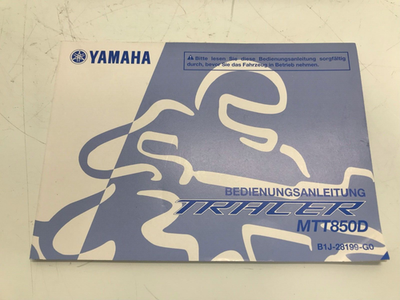 YAMAHA
⚠ Bitte lesen Sie diese Bedienungsanleitung sorgfältig
durch, bevor Sie das Fahrzeug in Betrieb nehmen.
BEDIENUNGSANLEITUNG
TRACER
MTT850D
B1J-28199-G0